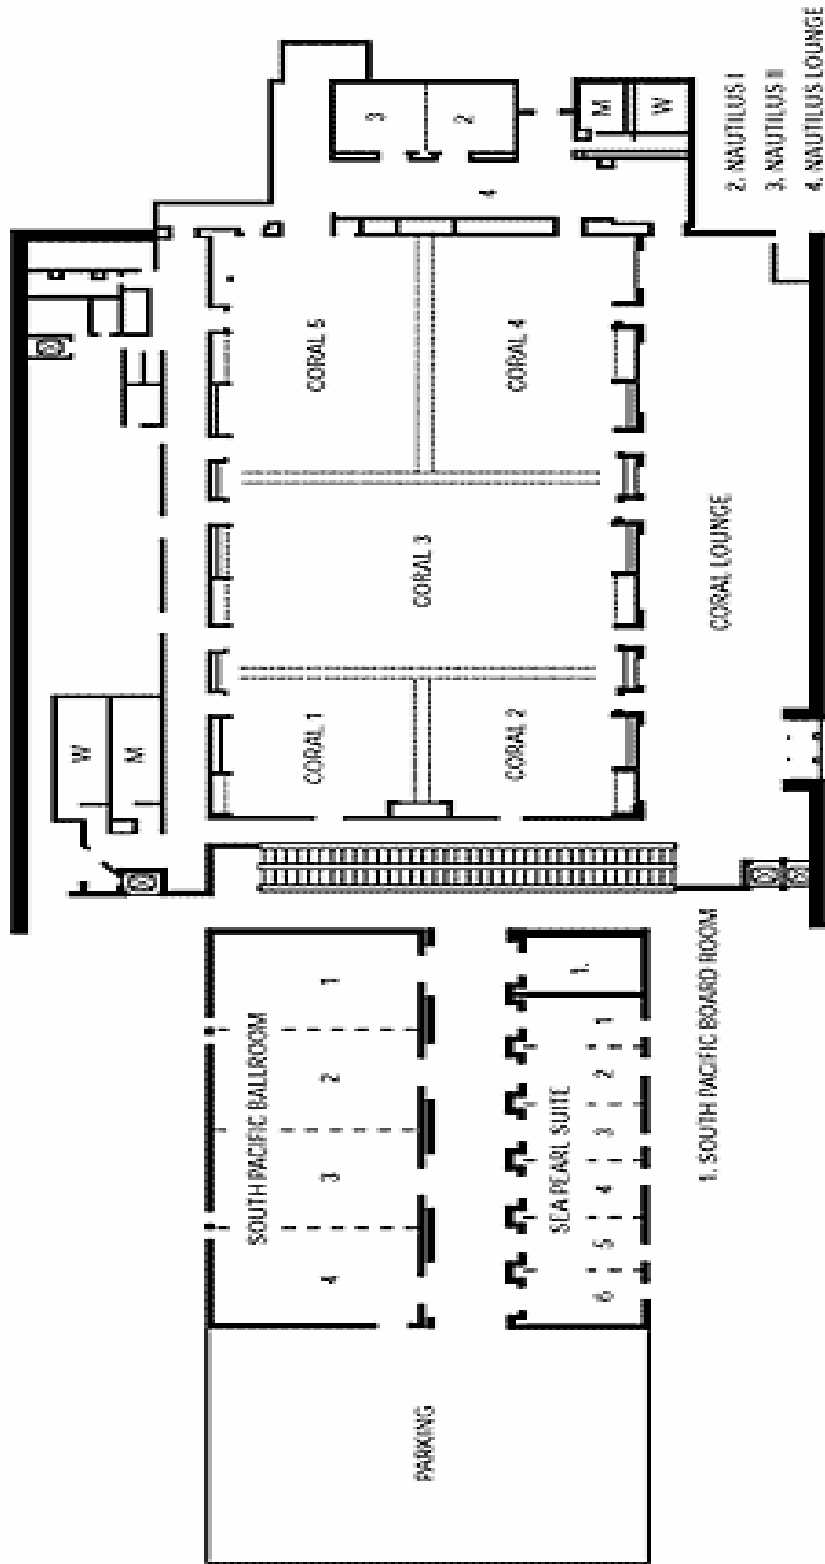 PARKING
SOUTH PACIFIC BALLROOM
4
3
2
1
SEA PEARL SUITE
6
5
4
3
2
1
1.
1. SOUTH PACIFIC BOARD ROOM
W
M
CORAL 1
CORAL 2
CORAL 3
CORAL 5
CORAL 4
CORAL LOUNGE
3
2
4
M
W
2. NAUTILUS I
3. NAUTILUS II
4. NAUTILUS LOUNGE